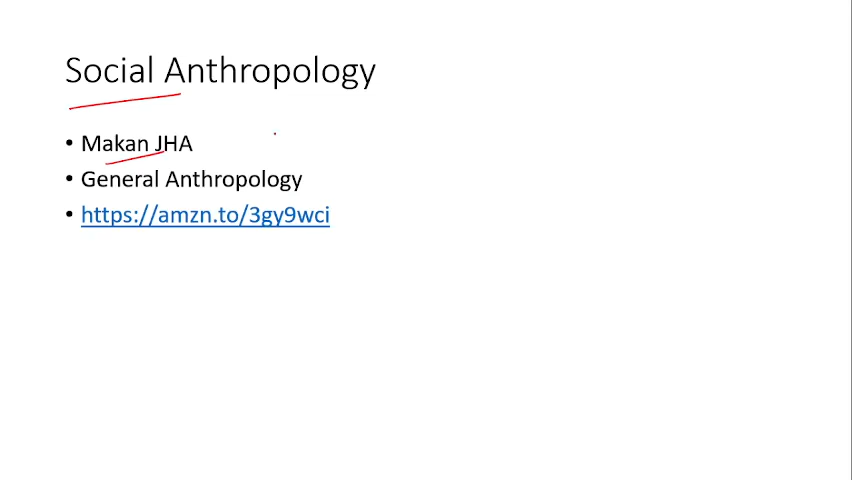 Social Anthropology
• Makan JHA
• General Anthropology
• https://amzn.to/3gy9wci